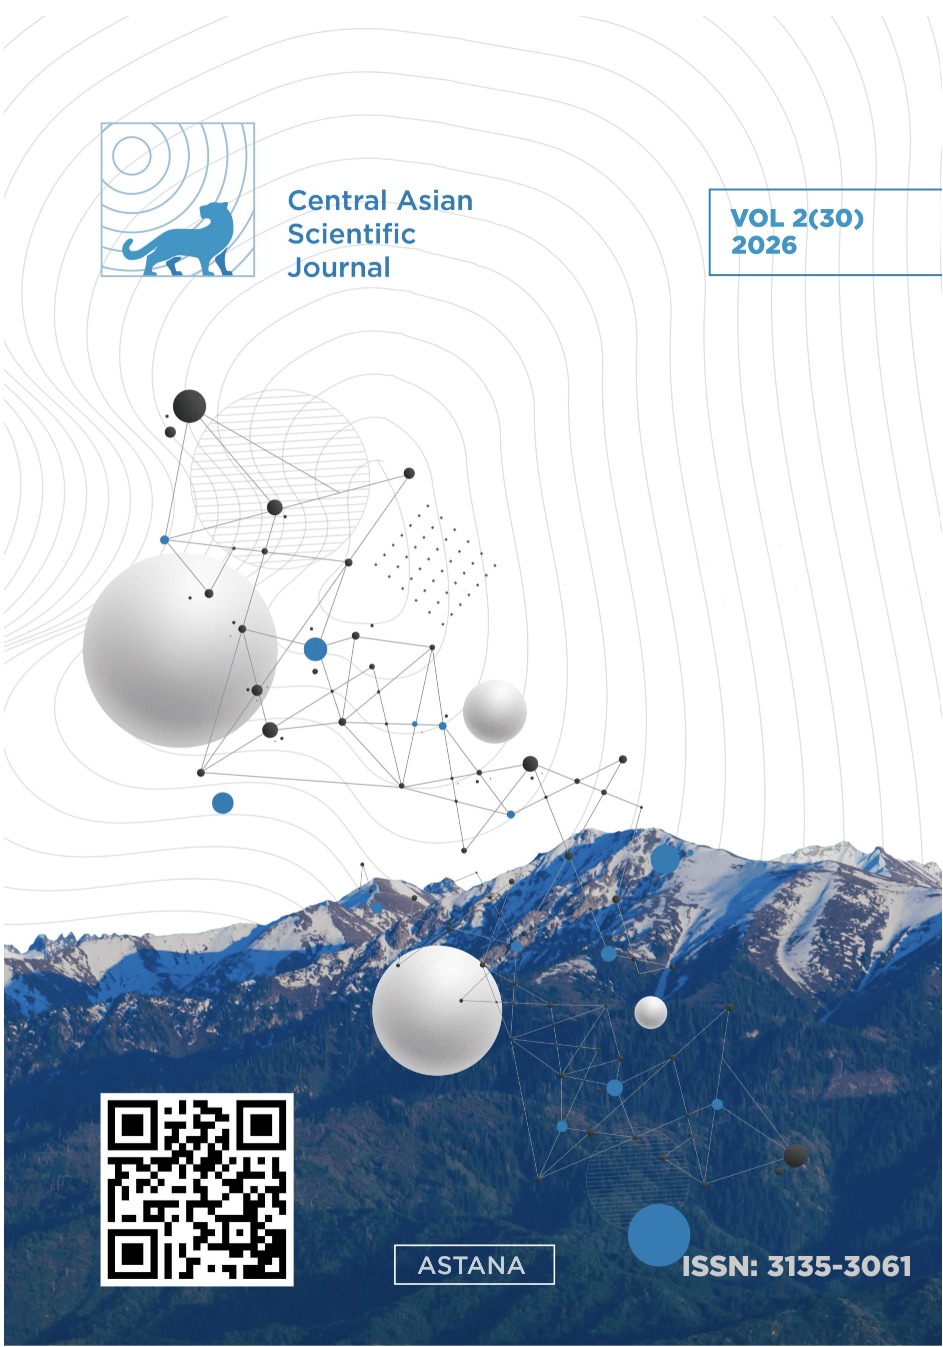 Central Asian
Scientific
Journal
VOL 2(30)
2026
ASTANA
ISSN: 3135-3061